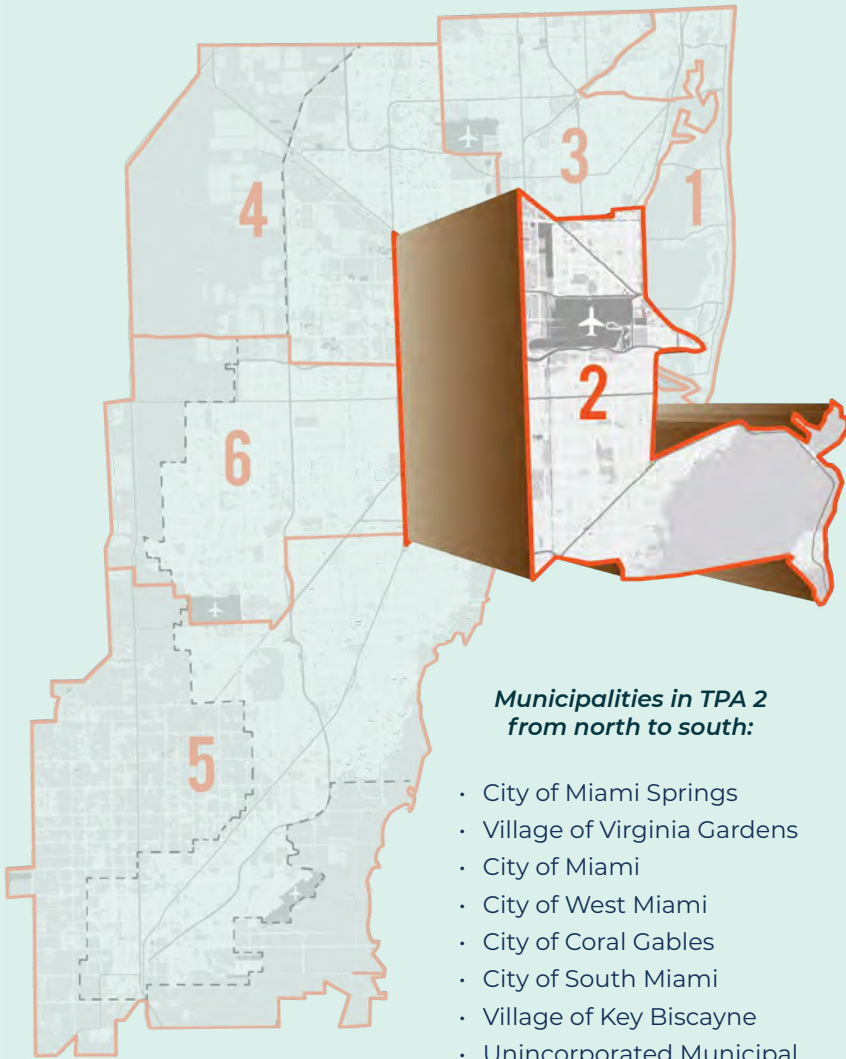 3
1
4
2
6
5
Municipalities in TPA 2
from north to south:
• City of Miami Springs
• Village of Virginia Gardens
• City of Miami
• City of West Miami
• City of Coral Gables
• City of South Miami
• Village of Key Biscayne
• Unincorporated Municipal